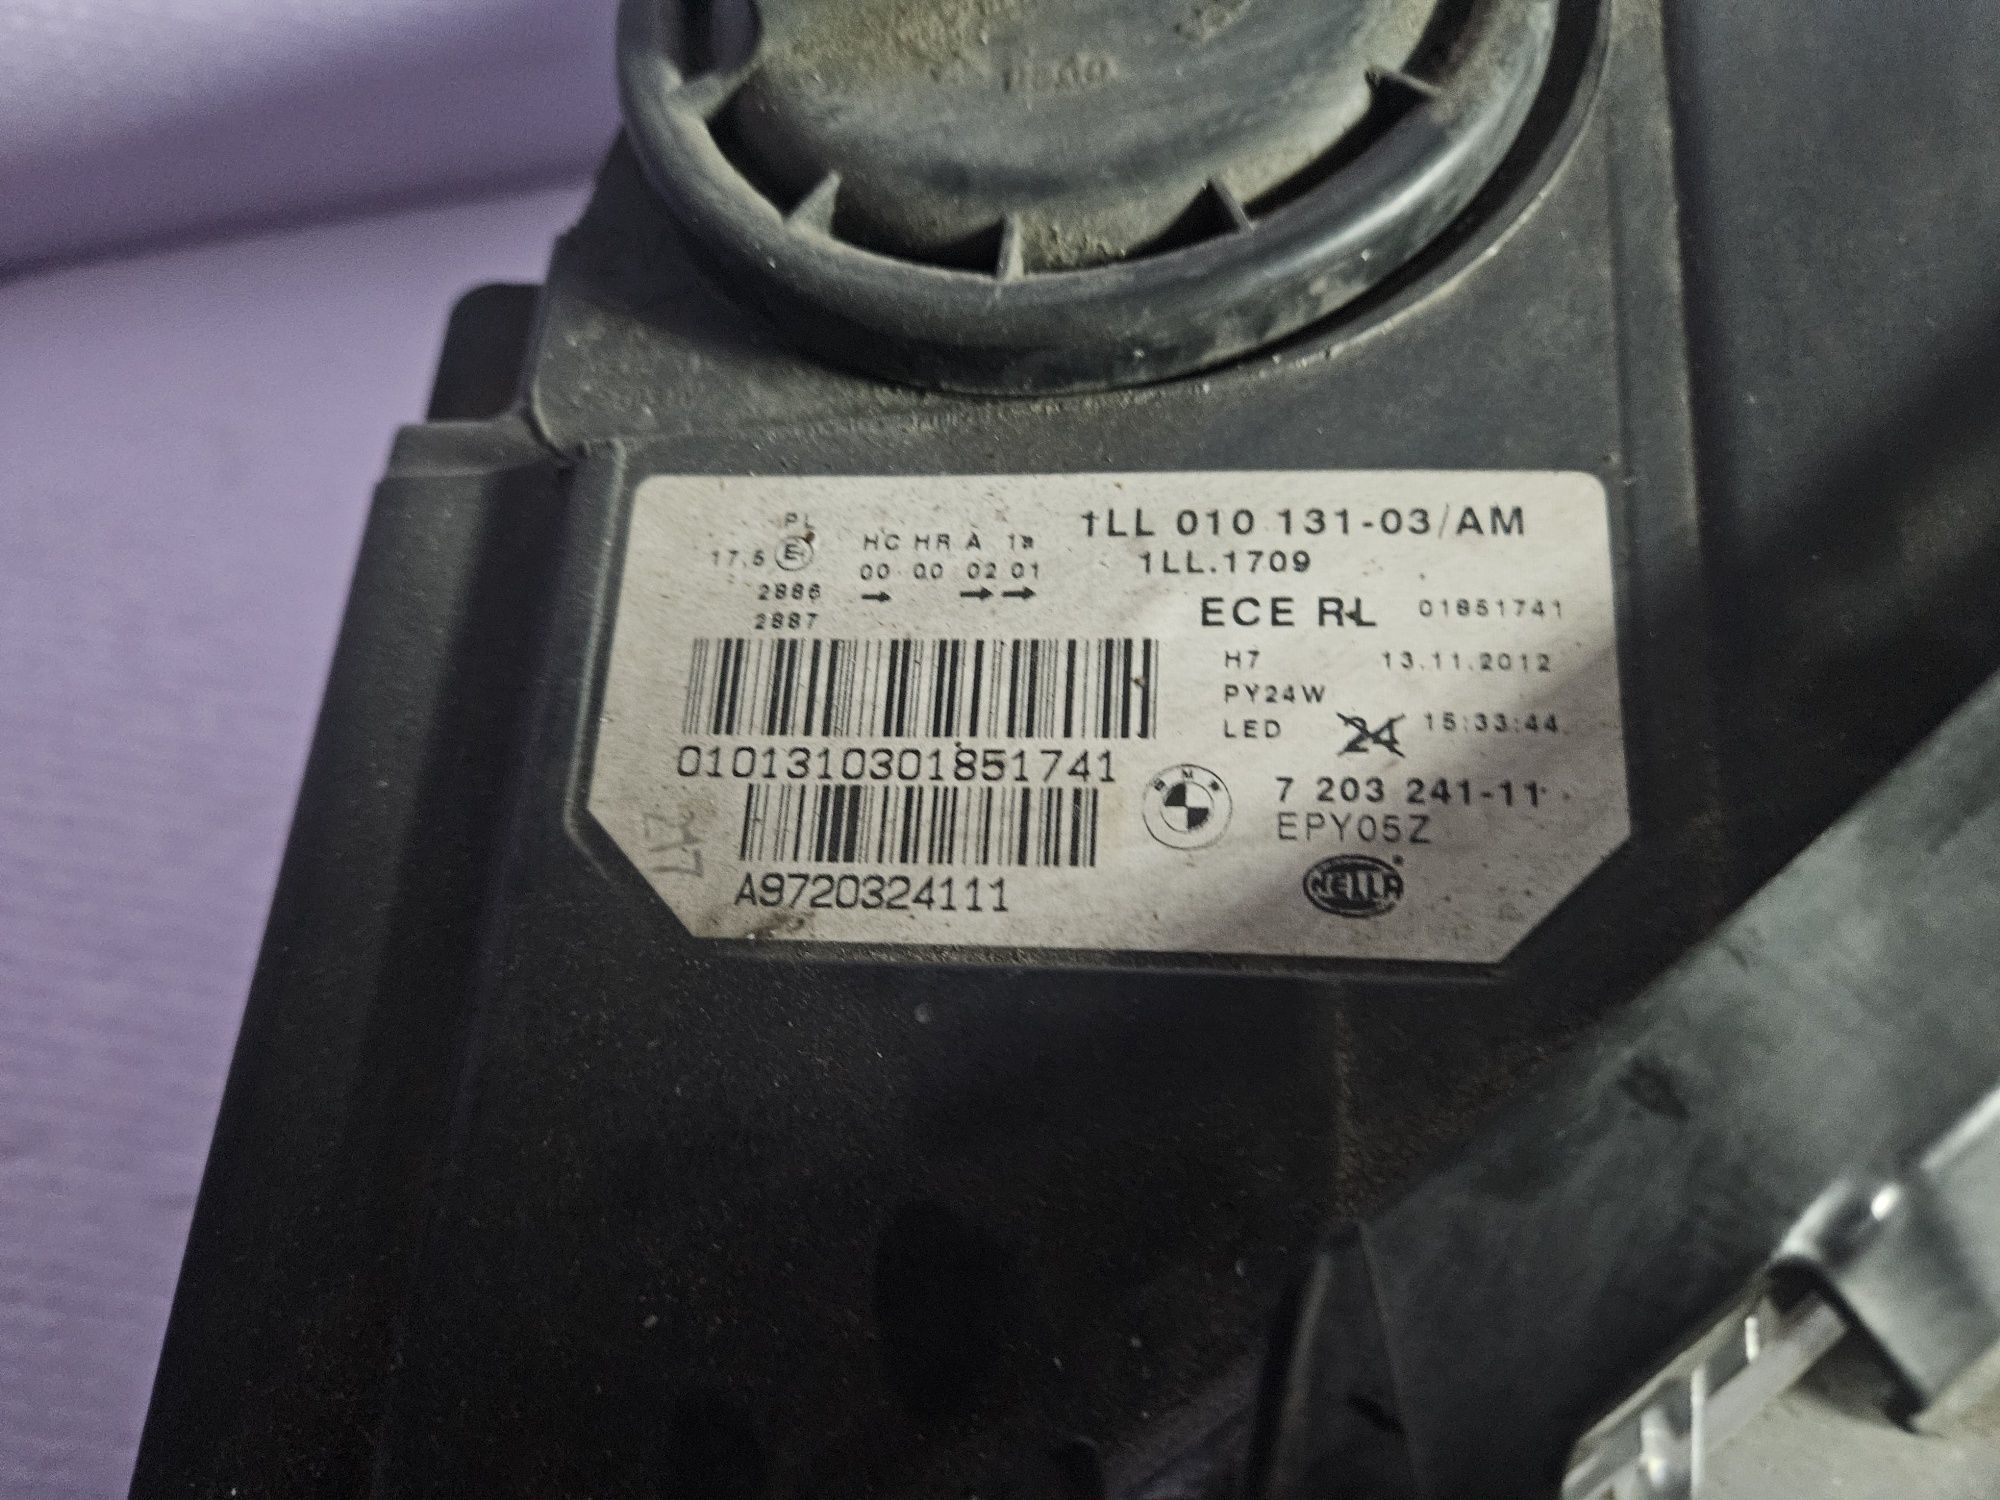 1LL 010 131-03/AM
1LL.1709
PL
17.5 E1
HC HR A 1a
00 00 02 01
2886 → → →
2887
ECE RL 01851741
H7 13.11.2012
PY24W
LED 24 15:33:44
0101310301851741
BMW
7 203 241-11
EPY05Z
A9720324111
HELLA